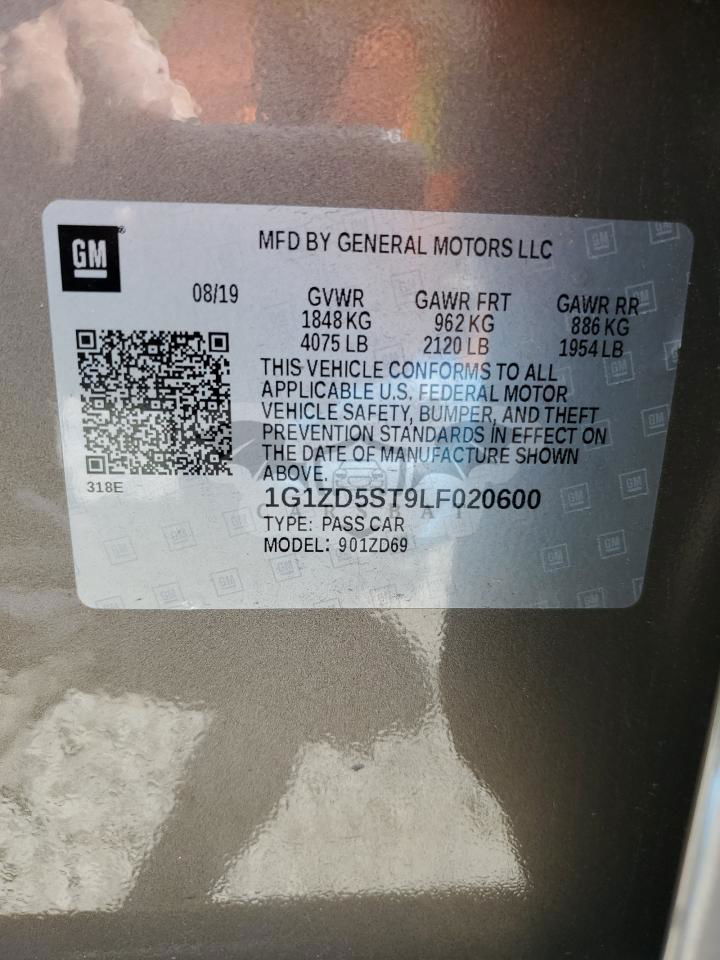 GM
MFD BY GENERAL MOTORS LLC
08/19
GVWR GAWR FRT GAWR RR
1848 KG 962 KG 886 KG
4075 LB 2120 LB 1954 LB
THIS VEHICLE CONFORMS TO ALL
APPLICABLE U.S. FEDERAL MOTOR
VEHICLE SAFETY, BUMPER, AND THEFT
PREVENTION STANDARDS IN EFFECT ON
THE DATE OF MANUFACTURE SHOWN
ABOVE.
318E
1G1ZD5ST9LF020600
CARSBAT
TYPE: PASS CAR
MODEL: 901ZD69